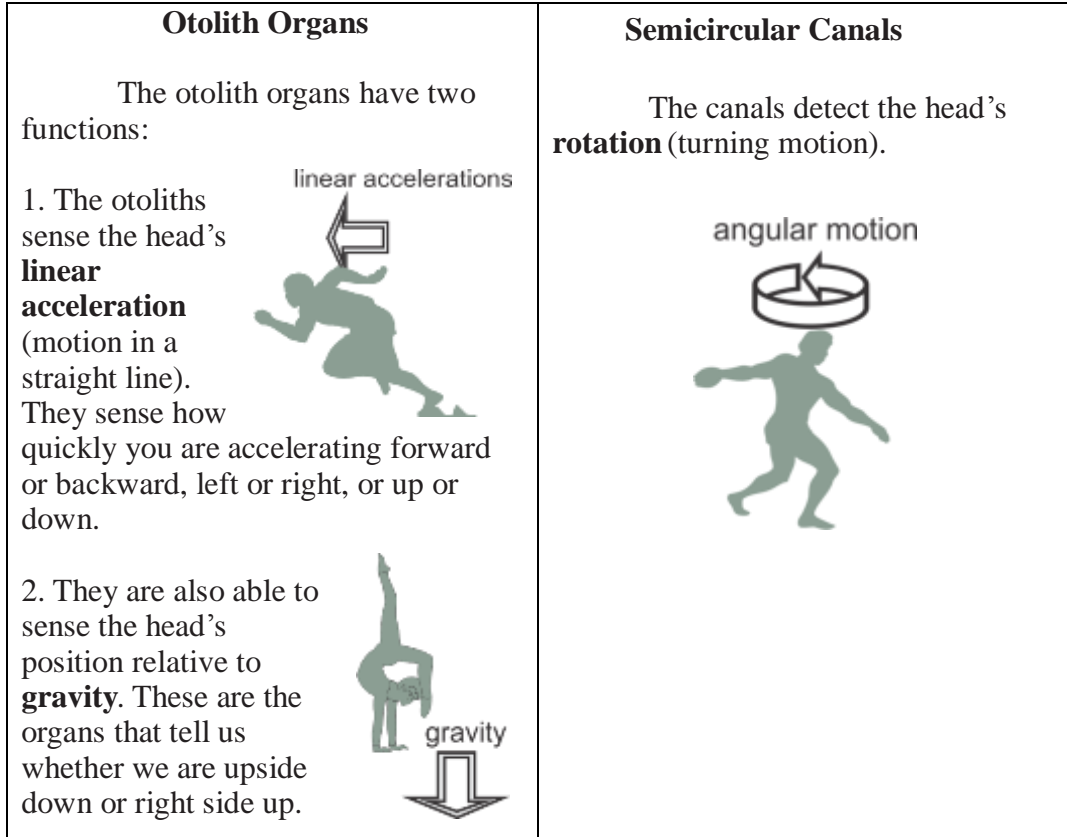 Otolith Organs
The otolith organs have two
functions:
linear accelerations
1. The otoliths
sense the head’s
linear
acceleration
(motion in a
straight line).
They sense how
quickly you are accelerating forward
or backward, left or right, or up or
down.
2. They are also able to
sense the head’s
position relative to
gravity. These are the
organs that tell us
whether we are upside
down or right side up.
gravity
Semicircular Canals
The canals detect the head’s
rotation (turning motion).
angular motion